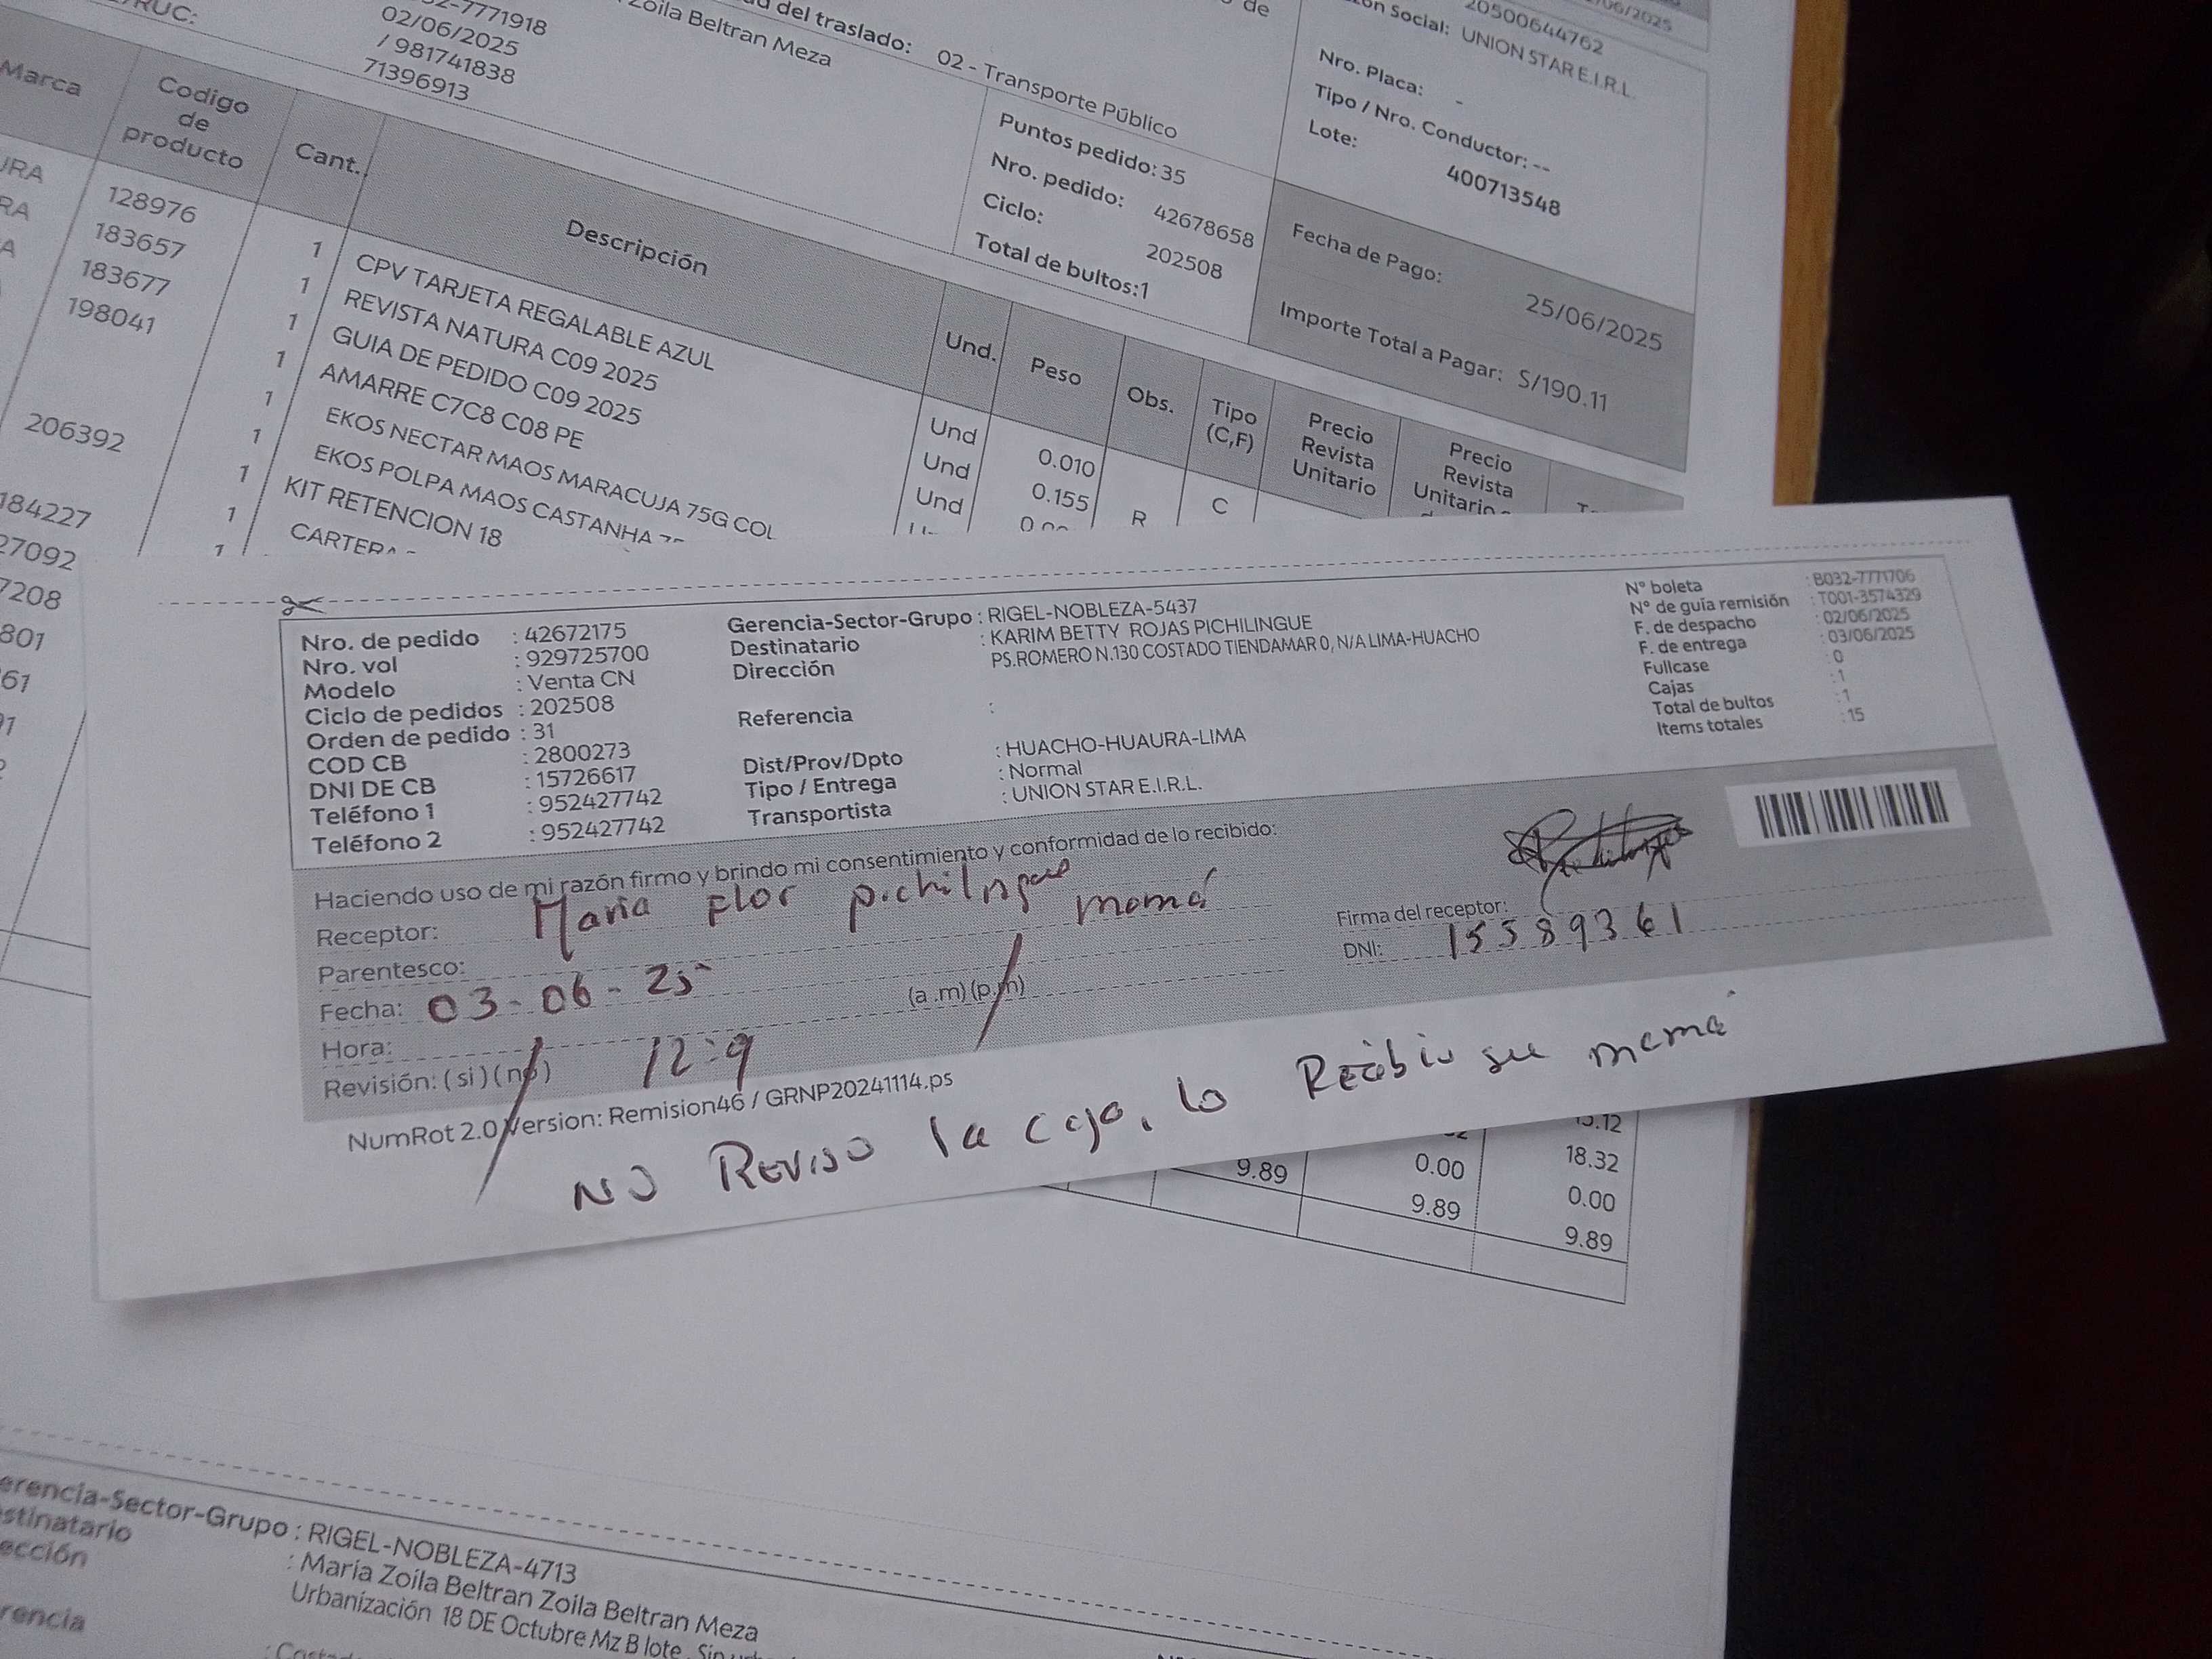 RUC:
7771918
02/06/2025
/ 981741838
71396913
Zoila Beltran Meza
del traslado: 02 - Transporte Público
de
Puntos pedido: 35
Nro. pedido: 42678658
Ciclo: 202508
Total de bultos:1
20500644762
Social: UNION STAR E.I.R.L.
Nro. Placa: -
Tipo / Nro. Conductor: --
Lote: 400713548
Fecha de Pago: 25/06/2025
Importe Total a Pagar: S/190.11
Marca Codigo de producto Cant. Descripción Und. Peso Obs. Tipo (C,F) Precio Revista Unitario Precio Revista Unitario
128976 1 CPV TARJETA REGALABLE AZUL Und 0.010
183657 1 REVISTA NATURA C09 2025 Und 0.155 R C
183677 1 GUIA DE PEDIDO C09 2025 Und
198041 1 AMARRE C7C8 C08 PE
1 EKOS NECTAR MAOS MARACUJA 75G COL
206392 1 EKOS POLPA MAOS CASTANHA
1 KIT RETENCION 18
184227 1
27092 1
7208
801
61
Nro. de pedido : 42672175
Nro. vol : 929725700
Modelo : Venta CN
Ciclo de pedidos : 202508
Orden de pedido : 31
COD CB : 2800273
DNI DE CB : 15726617
Teléfono 1 : 952427742
Teléfono 2 : 952427742
Gerencia-Sector-Grupo : RIGEL-NOBLEZA-5437
Destinatario : KARIM BETTY ROJAS PICHILINGUE
Dirección PS.ROMERO N.130 COSTADO TIENDAMAR 0, N/A LIMA-HUACHO
Referencia :
Dist/Prov/Dpto : HUACHO-HUAURA-LIMA
Tipo / Entrega : Normal
Transportista : UNION STAR E.I.R.L.
N° boleta : B032-7771706
N° de guía remisión : T001-3574329
F. de despacho : 02/06/2025
F. de entrega : 03/06/2025
Fullcase : 0
Cajas : 1
Total de bultos : 1
Items totales : 15
Haciendo uso de mi razón firmo y brindo mi consentimiento y conformidad de lo recibido:
Receptor: Maria Flor pichilingue
Parentesco: mamá
Fecha: 03-06-25
Hora: 12:9 (a .m) (p.m)
Revisión: ( si ) ( no )
Firma del receptor:
DNI: 15589361
NumRot 2.0 Version: Remision46 / GRNP20241114.ps
NO REVISO la caja, lo Recibio su mamá
18.32
9.89 0.00 0.00
9.89 9.89
erencia-Sector-Grupo : RIGEL-NOBLEZA-4713
stinatario : María Zoila Beltran Zoila Beltran Meza
ección Urbanización 18 DE Octubre Mz B lote
rencia